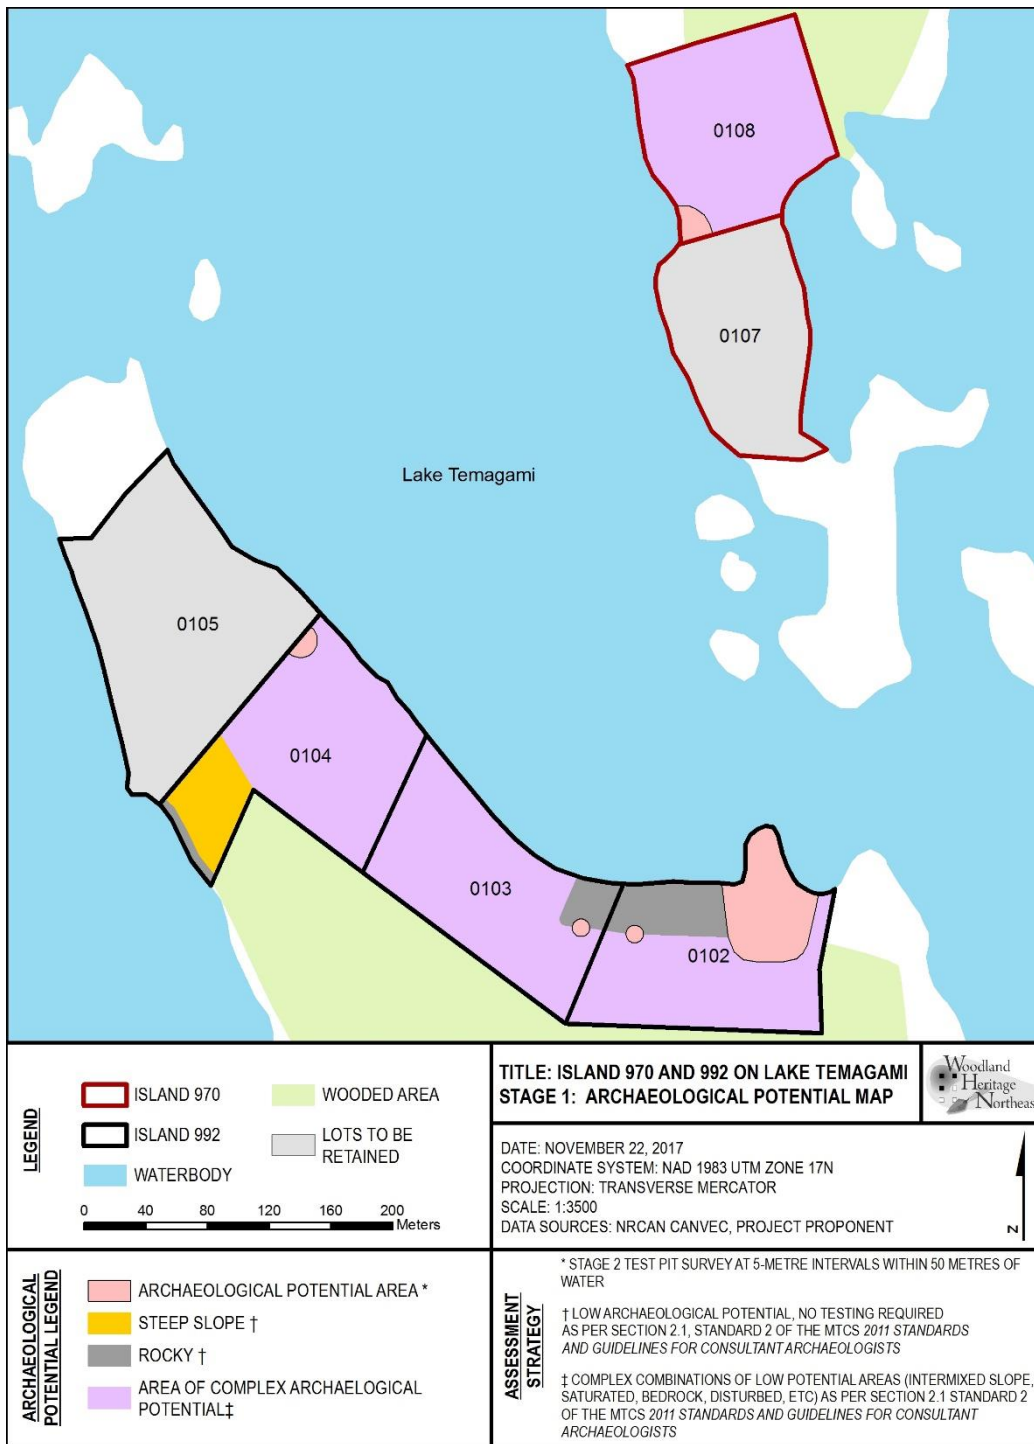 0108
0107
Lake Temagami
0105
0104
0103
0102
LEGEND
ISLAND 970
ISLAND 992
WATERBODY
WOODED AREA
LOTS TO BE
RETAINED
0 40 80 120 160 200
Meters
TITLE: ISLAND 970 AND 992 ON LAKE TEMAGAMI
STAGE 1: ARCHAEOLOGICAL POTENTIAL MAP
Woodland
Heritage
Northeast
DATE: NOVEMBER 22, 2017
COORDINATE SYSTEM: NAD 1983 UTM ZONE 17N
PROJECTION: TRANSVERSE MERCATOR
SCALE: 1:3500
DATA SOURCES: NRCAN CANVEC, PROJECT PROPONENT
N
ARCHAEOLOGICAL
POTENTIAL LEGEND
ARCHAEOLOGICAL POTENTIAL AREA *
STEEP SLOPE †
ROCKY †
AREA OF COMPLEX ARCHAELOGICAL
POTENTIAL‡
ASSESSMENT
STRATEGY
* STAGE 2 TEST PIT SURVEY AT 5-METRE INTERVALS WITHIN 50 METRES OF
WATER
† LOW ARCHAEOLOGICAL POTENTIAL, NO TESTING REQUIRED
AS PER SECTION 2.1, STANDARD 2 OF THE MTCS 2011 STANDARDS
AND GUIDELINES FOR CONSULTANT ARCHAEOLOGISTS
‡ COMPLEX COMBINATIONS OF LOW POTENTIAL AREAS (INTERMIXED SLOPE,
SATURATED, BEDROCK, DISTURBED, ETC) AS PER SECTION 2.1 STANDARD 2
OF THE MTCS 2011 STANDARDS AND GUIDELINES FOR CONSULTANT
ARCHAEOLOGISTS